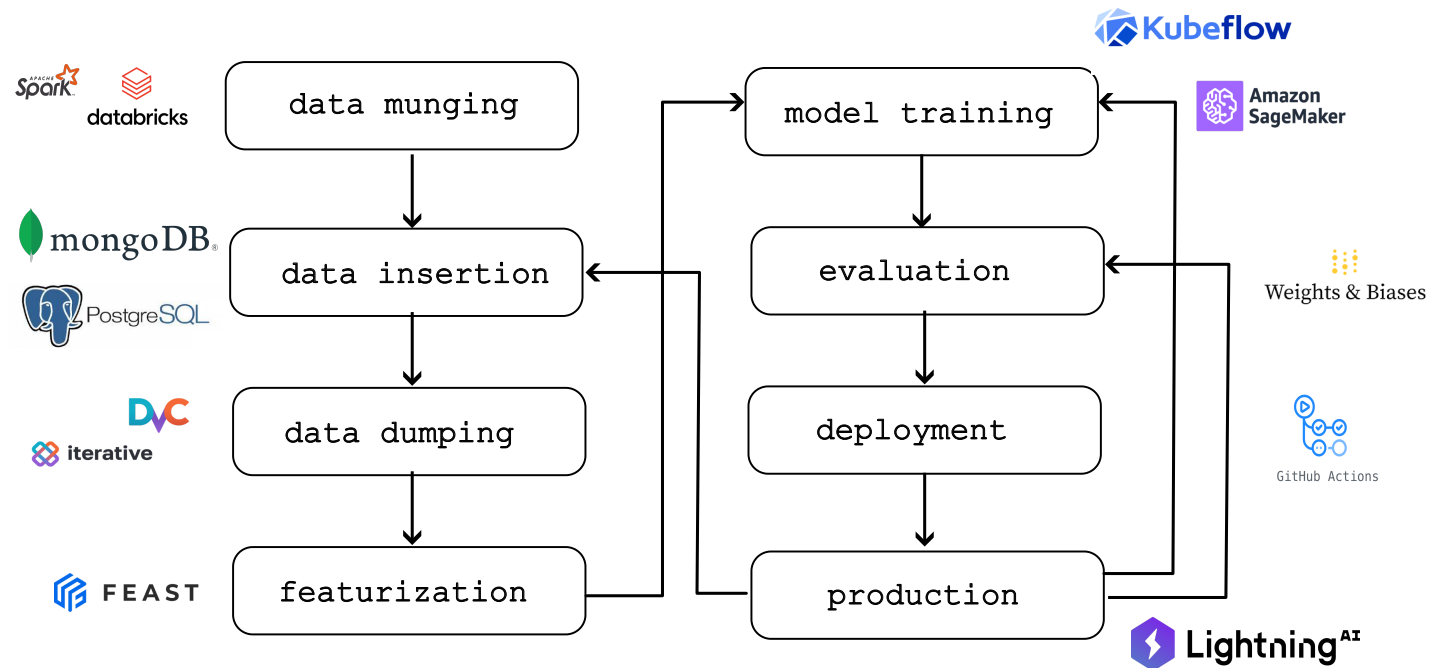 Kubeflow
APACHE
Spark
databricks
data munging
model training
Amazon
SageMaker
mongoDB®
data insertion
evaluation
Weights & Biases
PostgreSQL
DVC
iterative
data dumping
deployment
GitHub Actions
FEAST
featurization
production
Lightning AI